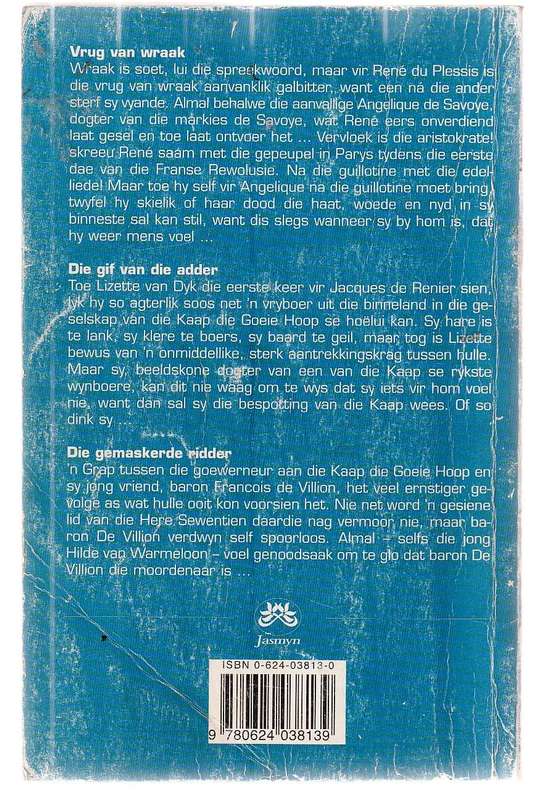 Vrug van wraak
Wraak is soet, lui die spreekwoord, maar vir René du Plessis is
die vrug van wraak aanvanklik galbitter, want een ná die ander
sterf sy vyande. Almal behalwe die aanvallige Angelique de Savoye,
dogter van die markies de Savoye, wat René eers onverdiend
laat gesel en toe laat ontvoer het ... Vervloek is die aristokrate!
skreeu René saam met die gepeupel in Parys tydens die eerste
dae van die Franse Rewolusie. Na die guillotine met die edel-
liede! Maar toe hy self vir Angelique na die guillotine moet bring,
twyfel hy skielik of haar dood die haat, woede en nyd in sy
binneste sal kan stil, want dis slegs wanneer sy by hom is, dat
hy weer mens voel ...
Die gif van die adder
Toe Lizette van Dyk die eerste keer vir Jacques de Renier sien,
lyk hy so agterlik soos net 'n vryboer uit die binneland in die ge-
selskap van die Kaap die Goeie Hoop se hoëlui kan. Sy hare is
te lank, sy klere te boers, sy baard te geil, maar tog is Lizette
bewus van 'n onmiddellike, sterk aantrekkingskrag tussen hulle.
Maar sy, beeldskone dogter van een van die Kaap se rykste
wynboere, kan dit nie waag om te wys dat sy iets vir hom voel
nie, want dan sal sy die bespotting van die Kaap wees. Of so
dink sy ...
Die gemaskerde ridder
'n Grap tussen die goewerneur aan die Kaap die Goeie Hoop en
sy jong vriend, baron Francois de Villion, het veel ernstiger ge-
volge as wat hulle ooit kon voorsien het. Nie net word 'n gesiene
lid van die Here Sewentien daardie nag vermoor nie, maar ba-
ron De Villion verdwyn self spoorloos. Almal – selfs die jong
Hilde van Warmeloon – voel genoodsaak om te glo dat baron De
Villion die moordenaar is ...
Jasmyn
ISBN 0-624-03813-0
9 780624 038139